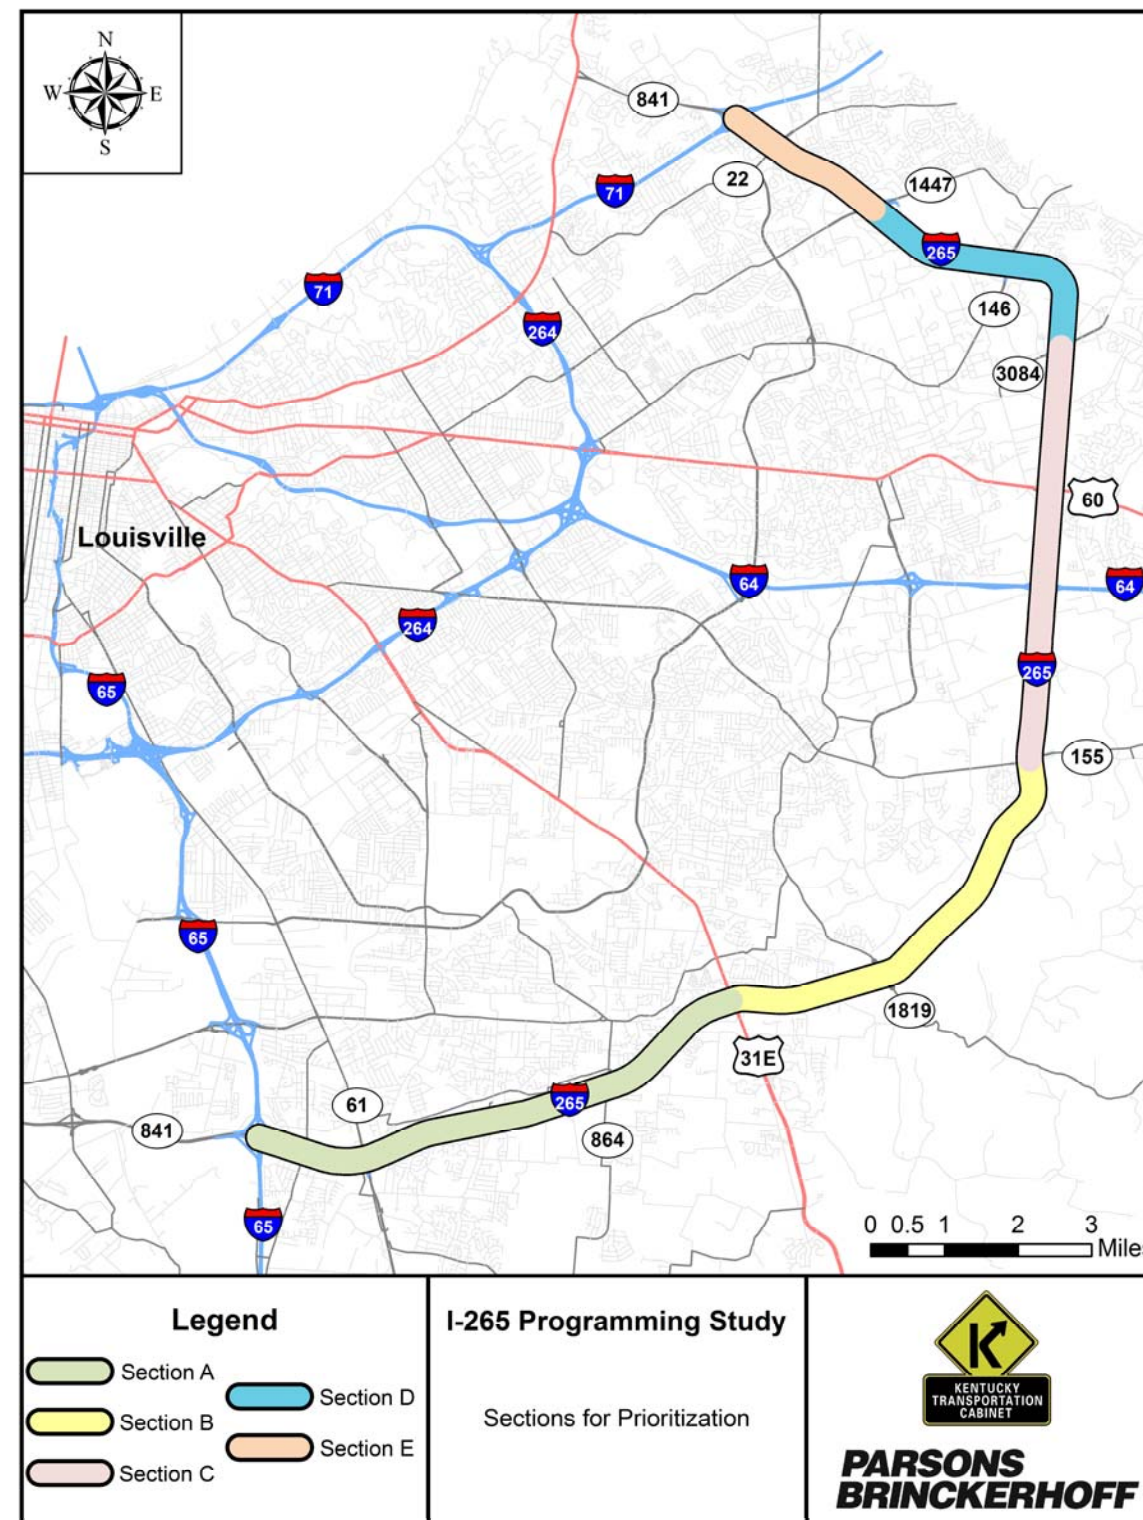 N
W
E
S
841
22
1447
71
265
71
146
264
3084
60
Louisville
64
64
264
265
65
155
65
1819
31E
61
265
841
864
65
0 0.5 1 2 3
Miles
Legend
Section A
Section B
Section C
Section D
Section E
I-265 Programming Study
Sections for Prioritization
KENTUCKY
TRANSPORTATION
CABINET
PARSONS
BRINCKERHOFF